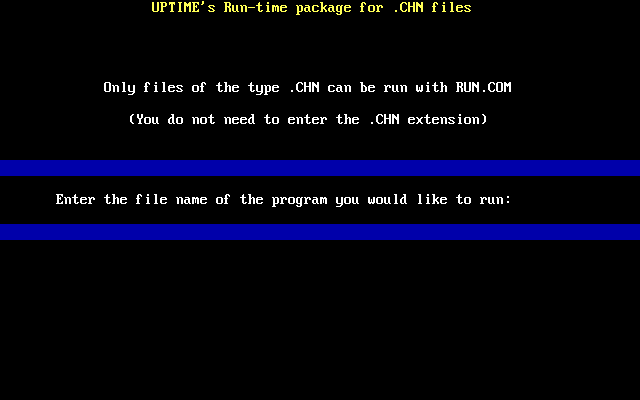 UPTIME's Run-time package for .CHN files
Only files of the type .CHN can be run with RUN.COM
(You do not need to enter the .CHN extension)
Enter the file name of the program you would like to run: